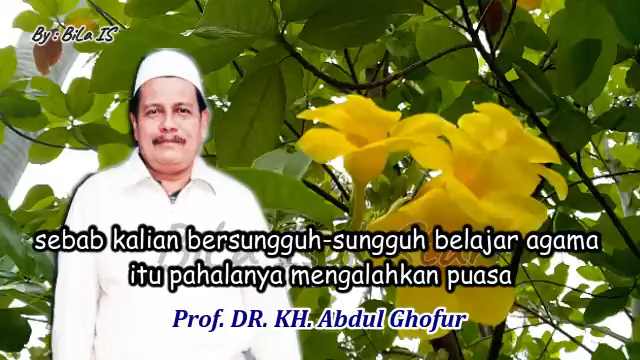 By : BiLa IS
sebab kalian bersungguh-sungguh belajar agama
itu pahalanya mengalahkan puasa
Prof. DR. KH. Abdul Ghofur